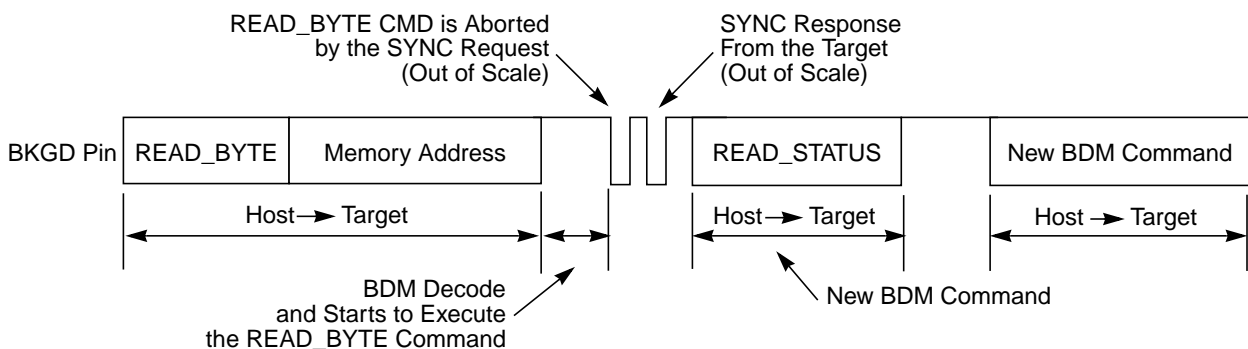 READ_BYTE CMD is Aborted
by the SYNC Request
(Out of Scale)
SYNC Response
From the Target
(Out of Scale)
BKGD Pin
READ_BYTE
Memory Address
READ_STATUS
New BDM Command
Host → Target
Host → Target
Host → Target
BDM Decode
and Starts to Execute
the READ_BYTE Command
New BDM Command